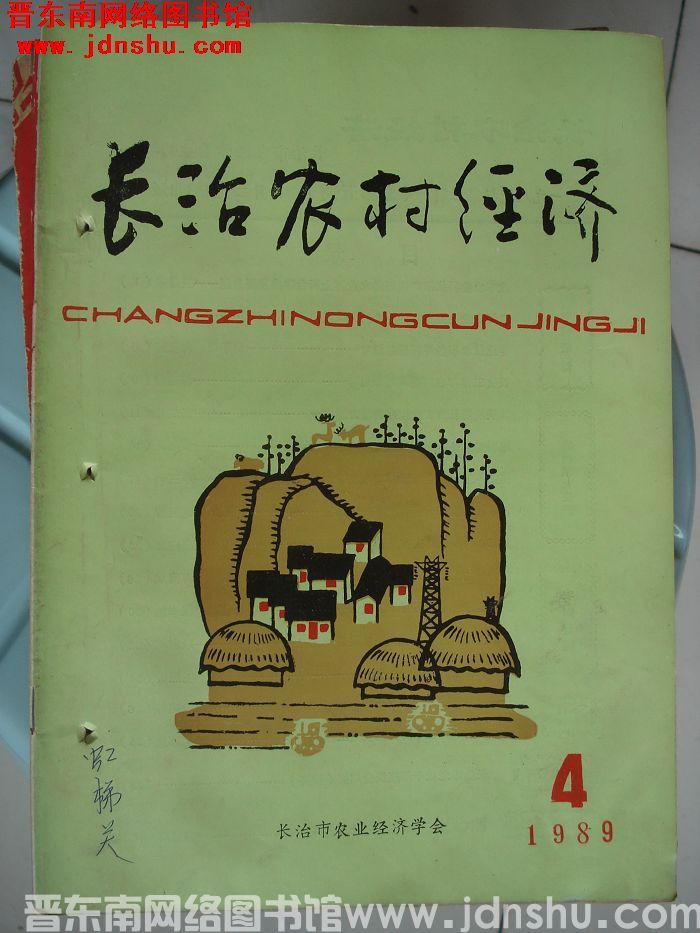 晋东南网络图书馆
www.jdnshu.com
长治农村經济
CHANGZHINONGCUNJINGJI
虹梯关
4
1989
长治市农业经济学会
晋东南网络图书馆www.jdnshu.com